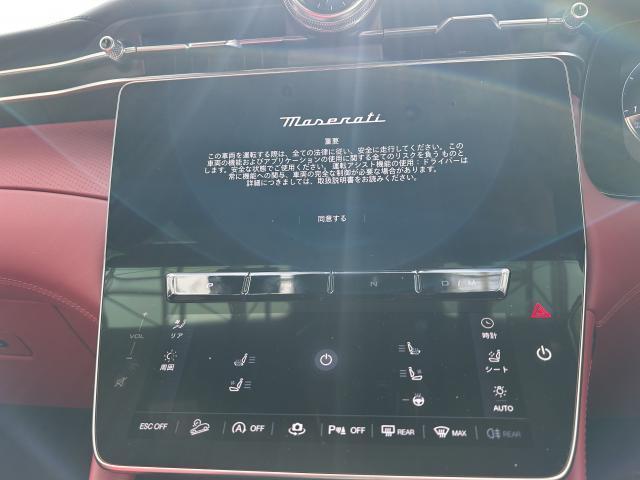 Maserati
重要
この車両を運転する際は、全ての法律に従い、安全に走行してください。この
車両の機能およびアプリケーションの使用に関する全てのリスクを負う ものと
します。安全な状態でご使用ください。運転アシスト機能の使用：ドライバーは
常に機能への関与、車両の完全な制御が必要な場合があります。
詳細につきましては、取扱説明書をお読みください。
同意する
P R N D/M
VOL
リア
周囲
時計
シート
AUTO
ESC OFF
OFF
P OFF
REAR
MAX
REAR